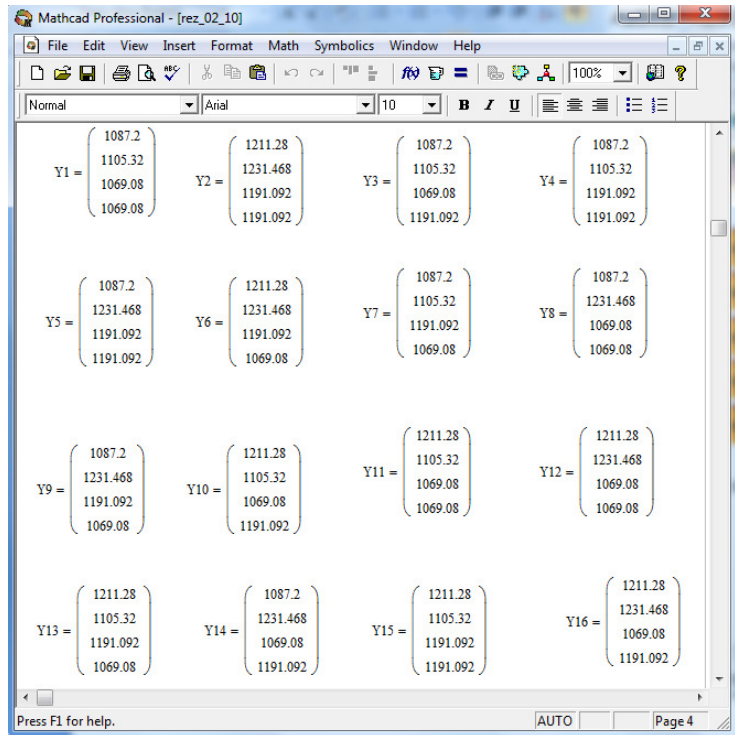 Mathcad Professional - [rez_02_10]
File Edit View Insert Format Math Symbolics Window Help
100%
Normal Arial 10 B I U
Y1 = 1087.2 1105.32 1069.08 1069.08
Y2 = 1211.28 1231.468 1191.092 1191.092
Y3 = 1087.2 1105.32 1069.08 1191.092
Y4 = 1087.2 1105.32 1191.092 1191.092
Y5 = 1087.2 1231.468 1191.092 1191.092
Y6 = 1211.28 1231.468 1191.092 1069.08
Y7 = 1087.2 1105.32 1191.092 1069.08
Y8 = 1087.2 1231.468 1069.08 1069.08
Y9 = 1087.2 1231.468 1191.092 1069.08
Y10 = 1211.28 1105.32 1069.08 1191.092
Y11 = 1211.28 1105.32 1069.08 1069.08
Y12 = 1211.28 1231.468 1069.08 1069.08
Y13 = 1211.28 1105.32 1191.092 1069.08
Y14 = 1087.2 1231.468 1069.08 1191.092
Y15 = 1211.28 1105.32 1191.092 1191.092
Y16 = 1211.28 1231.468 1069.08 1191.092
Press F1 for help. AUTO Page 4